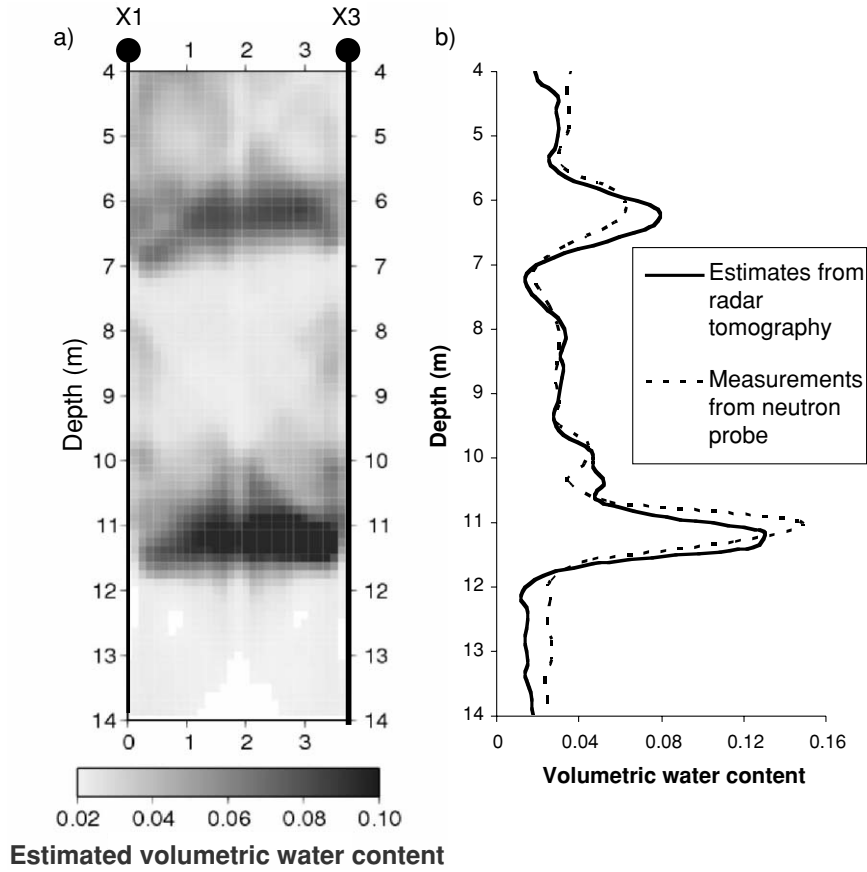 X1
X3
a)
1 2 3
4
5
6
7
8
9
10
11
12
13
14
4
5
6
7
8
9
10
11
12
13
14
Depth (m)
0 1 2 3
0.02 0.04 0.06 0.08 0.10
Estimated volumetric water content
b)
4
5
6
7
8
9
10
11
12
13
14
Depth (m)
Estimates from
radar
tomography
Measurements
from neutron
probe
0 0.04 0.08 0.12 0.16
Volumetric water content